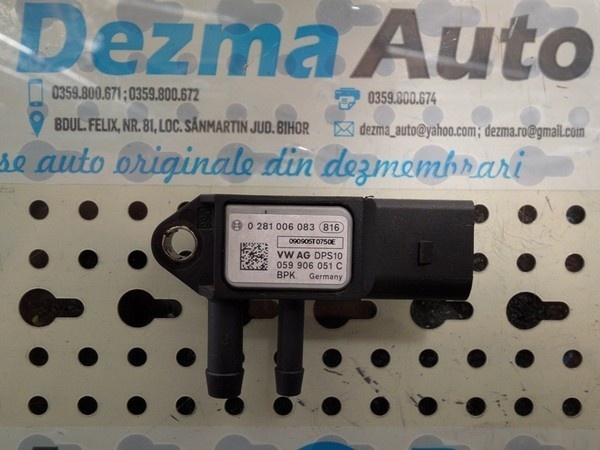 Dezma Auto
0359.800.671 ; 0359.800.672
0359.800.674
BDUL. FELIX, NR. 81, LOC. SÂNMARTIN JUD. BIHOR
dezma_auto@yahoo.com ; dezma.ro@gmail.com
se auto originale din dezmembrari
0 281 006 083 816
090905T0750E
VW AG DPS10
059 906 051 C
BPK Germany